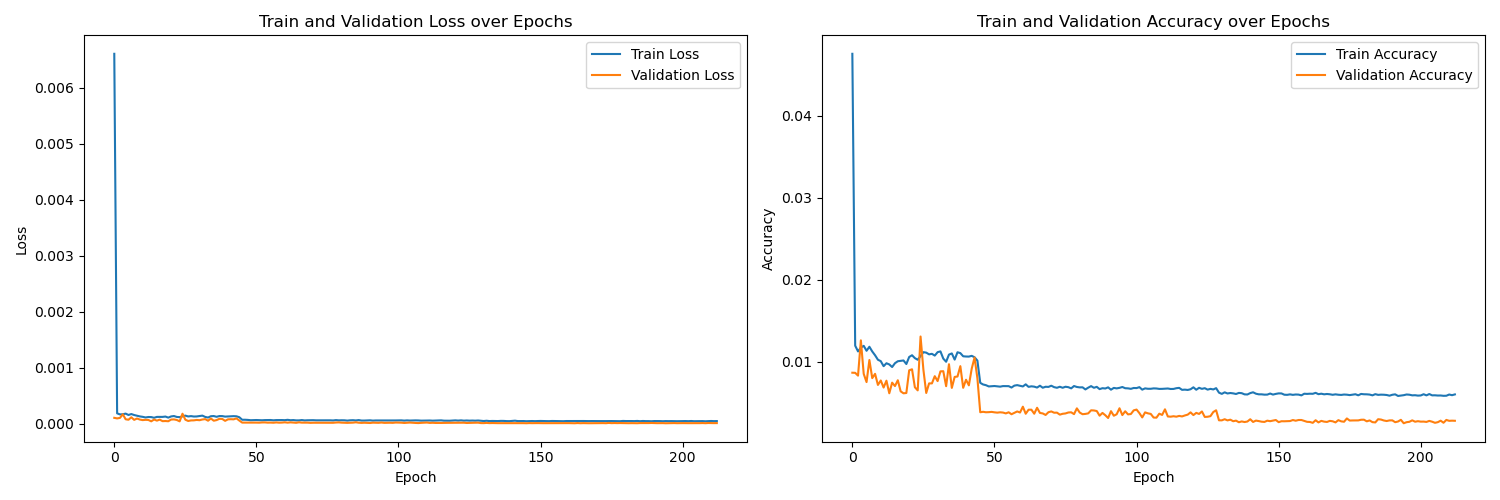 Train and Validation Loss over Epochs
Train Loss
Validation Loss
0.006
0.005
0.004
0.003
0.002
0.001
0.000
Loss
0
50
100
150
200
Epoch
Train and Validation Accuracy over Epochs
Train Accuracy
Validation Accuracy
0.04
0.03
0.02
0.01
Accuracy
0
50
100
150
200
Epoch